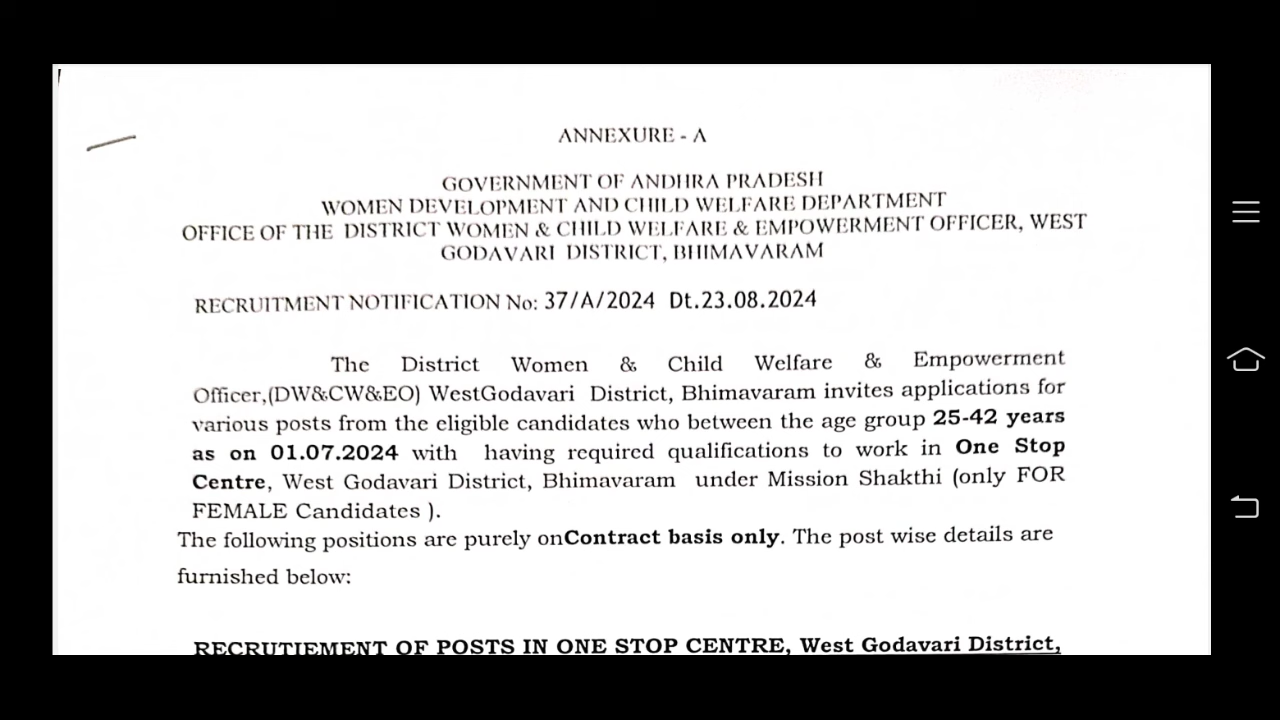 ANNEXURE - A
GOVERNMENT OF ANDHRA PRADESH
WOMEN DEVELOPMENT AND CHILD WELFARE DEPARTMENT
OFFICE OF THE DISTRICT WOMEN & CHILD WELFARE & EMPOWERMENT OFFICER, WEST
GODAVARI DISTRICT, BHIMAVARAM
RECRUITMENT NOTIFICATION No: 37/A/2024 Dt.23.08.2024
The District Women & Child Welfare & Empowerment
Officer,(DW&CW&EO) WestGodavari District, Bhimavaram invites applications for
various posts from the eligible candidates who between the age group 25-42 years
as on 01.07.2024 with having required qualifications to work in One Stop
Centre, West Godavari District, Bhimavaram under Mission Shakthi (only FOR
FEMALE Candidates ).
The following positions are purely onContract basis only. The post wise details are
furnished below:
RECRUTIEMENT OF POSTS IN ONE STOP CENTRE, West Godavari District,